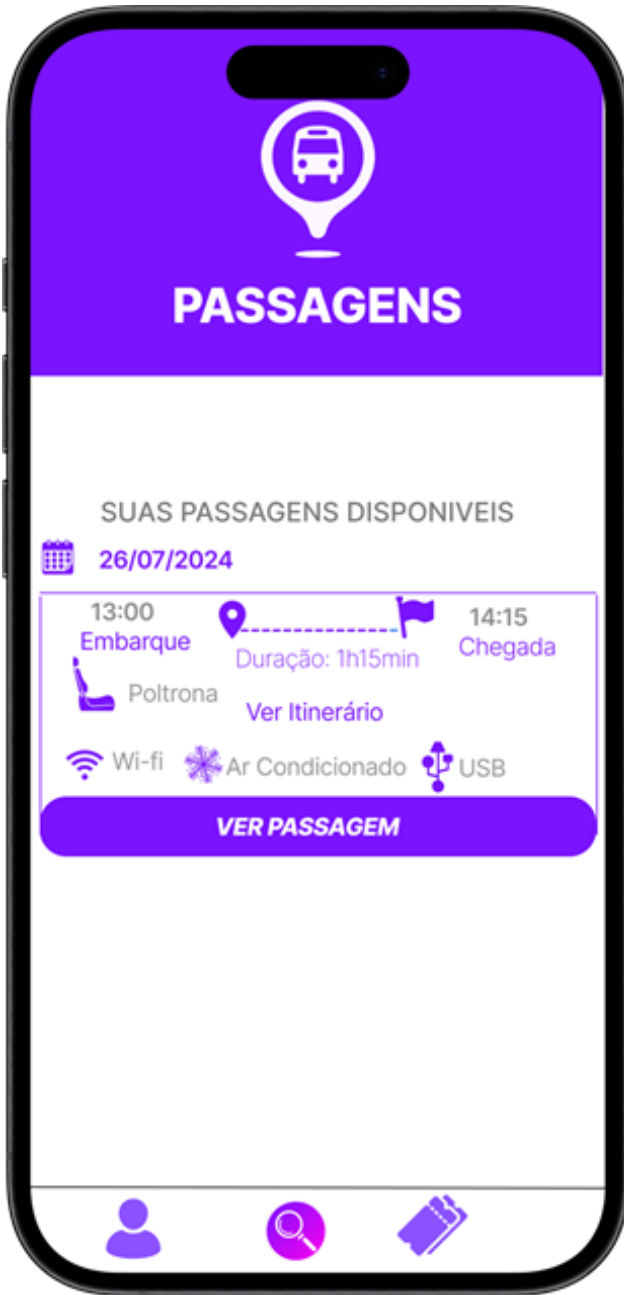 PASSAGENS
SUAS PASSAGENS DISPONIVEIS
26/07/2024
13:00
Embarque
Duração: 1h15min
14:15
Chegada
Poltrona
Ver Itinerário
Wi-fi
Ar Condicionado
USB
VER PASSAGEM